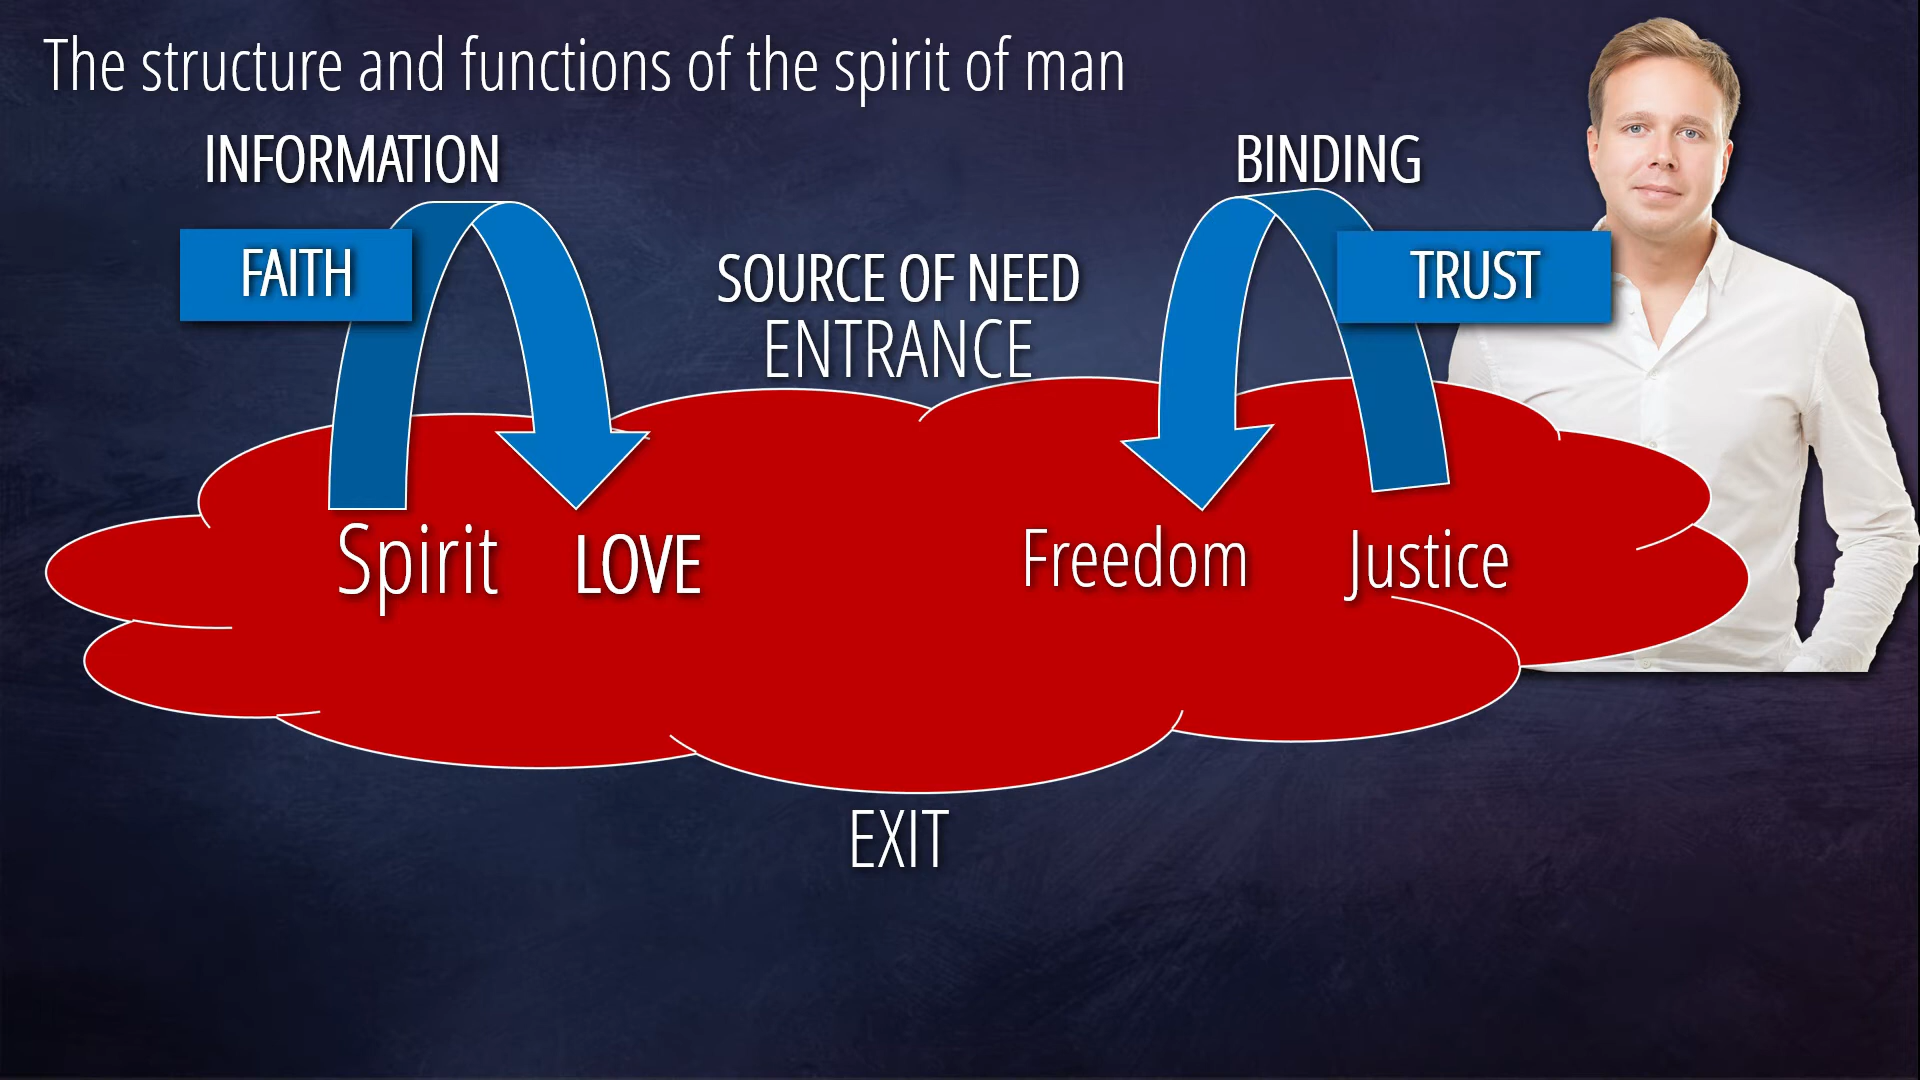 The structure and functions of the spirit of man
INFORMATION
BINDING
FAITH
TRUST
SOURCE OF NEED
ENTRANCE
Spirit
LOVE
Freedom
Justice
EXIT